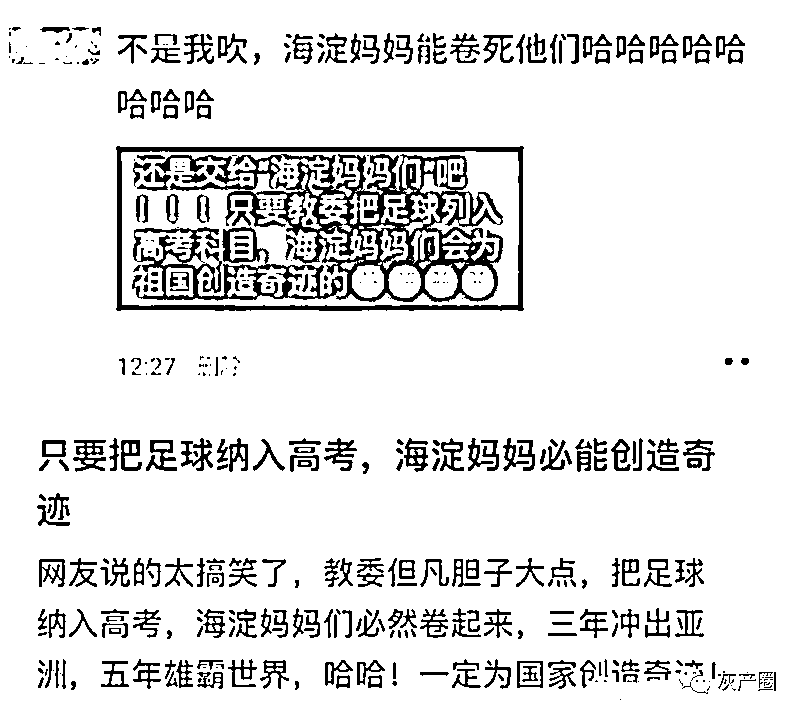 不是我吹，海淀妈妈能卷死他们哈哈哈哈哈
哈哈哈
还是交给“海淀妈妈们”吧
！！！只要教委把足球列入
高考科目，海淀妈妈们会为
祖国创造奇迹的
12:27 删除
只要把足球纳入高考，海淀妈妈必能创造奇
迹
网友说的太搞笑了，教委但凡胆子大点，把足球
纳入高考，海淀妈妈们必然卷起来，三年冲出亚
洲，五年雄霸世界，哈哈！一定为国家创造奇迹！
灰产圈